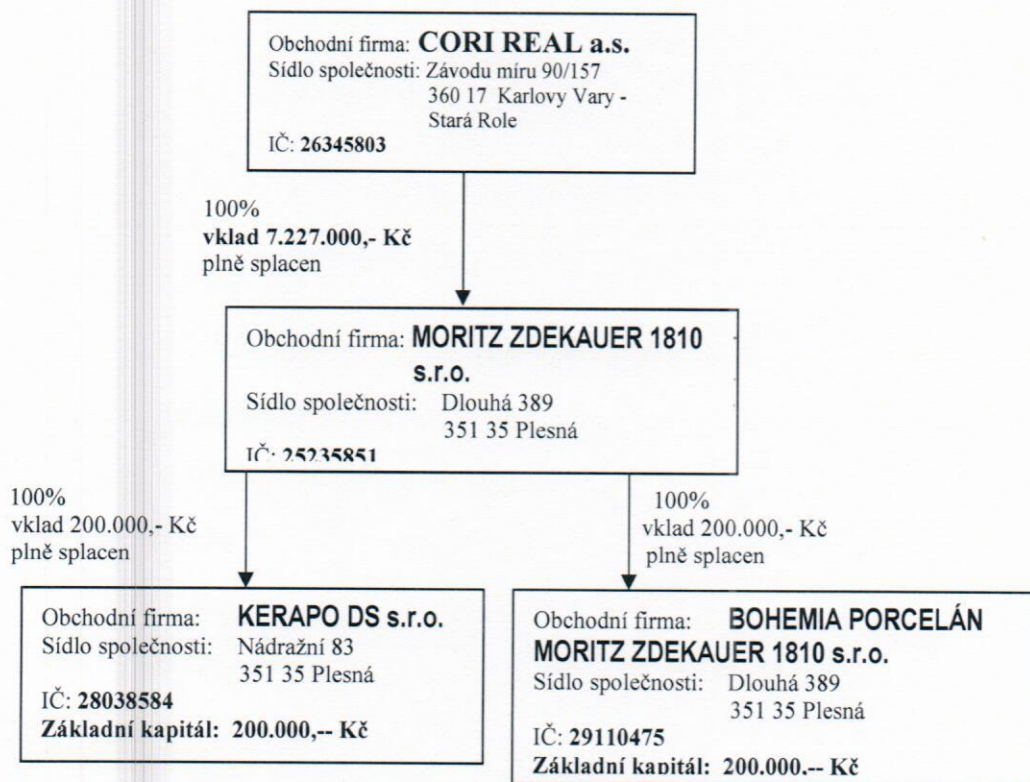 Obchodní firma: CORI REAL a.s.
Sídlo společnosti: Závodu míru 90/157
360 17 Karlovy Vary -
Stará Role
IČ: 26345803
100%
vklad 7.227.000,- Kč
plně splacen
Obchodní firma: MORITZ ZDEKAUER 1810
s.r.o.
Sídlo společnosti: Dlouhá 389
351 35 Plesná
IČ: 25235851
100%
vklad 200.000,- Kč
plně splacen
100%
vklad 200.000,- Kč
plně splacen
Obchodní firma: KERAPO DS s.r.o.
Sídlo společnosti: Nádražní 83
351 35 Plesná
IČ: 28038584
Základní kapitál: 200.000,-- Kč
Obchodní firma: BOHEMIA PORCELÁN
MORITZ ZDEKAUER 1810 s.r.o.
Sídlo společnosti: Dlouhá 389
351 35 Plesná
IČ: 29110475
Základní kapitál: 200.000.-- Kč